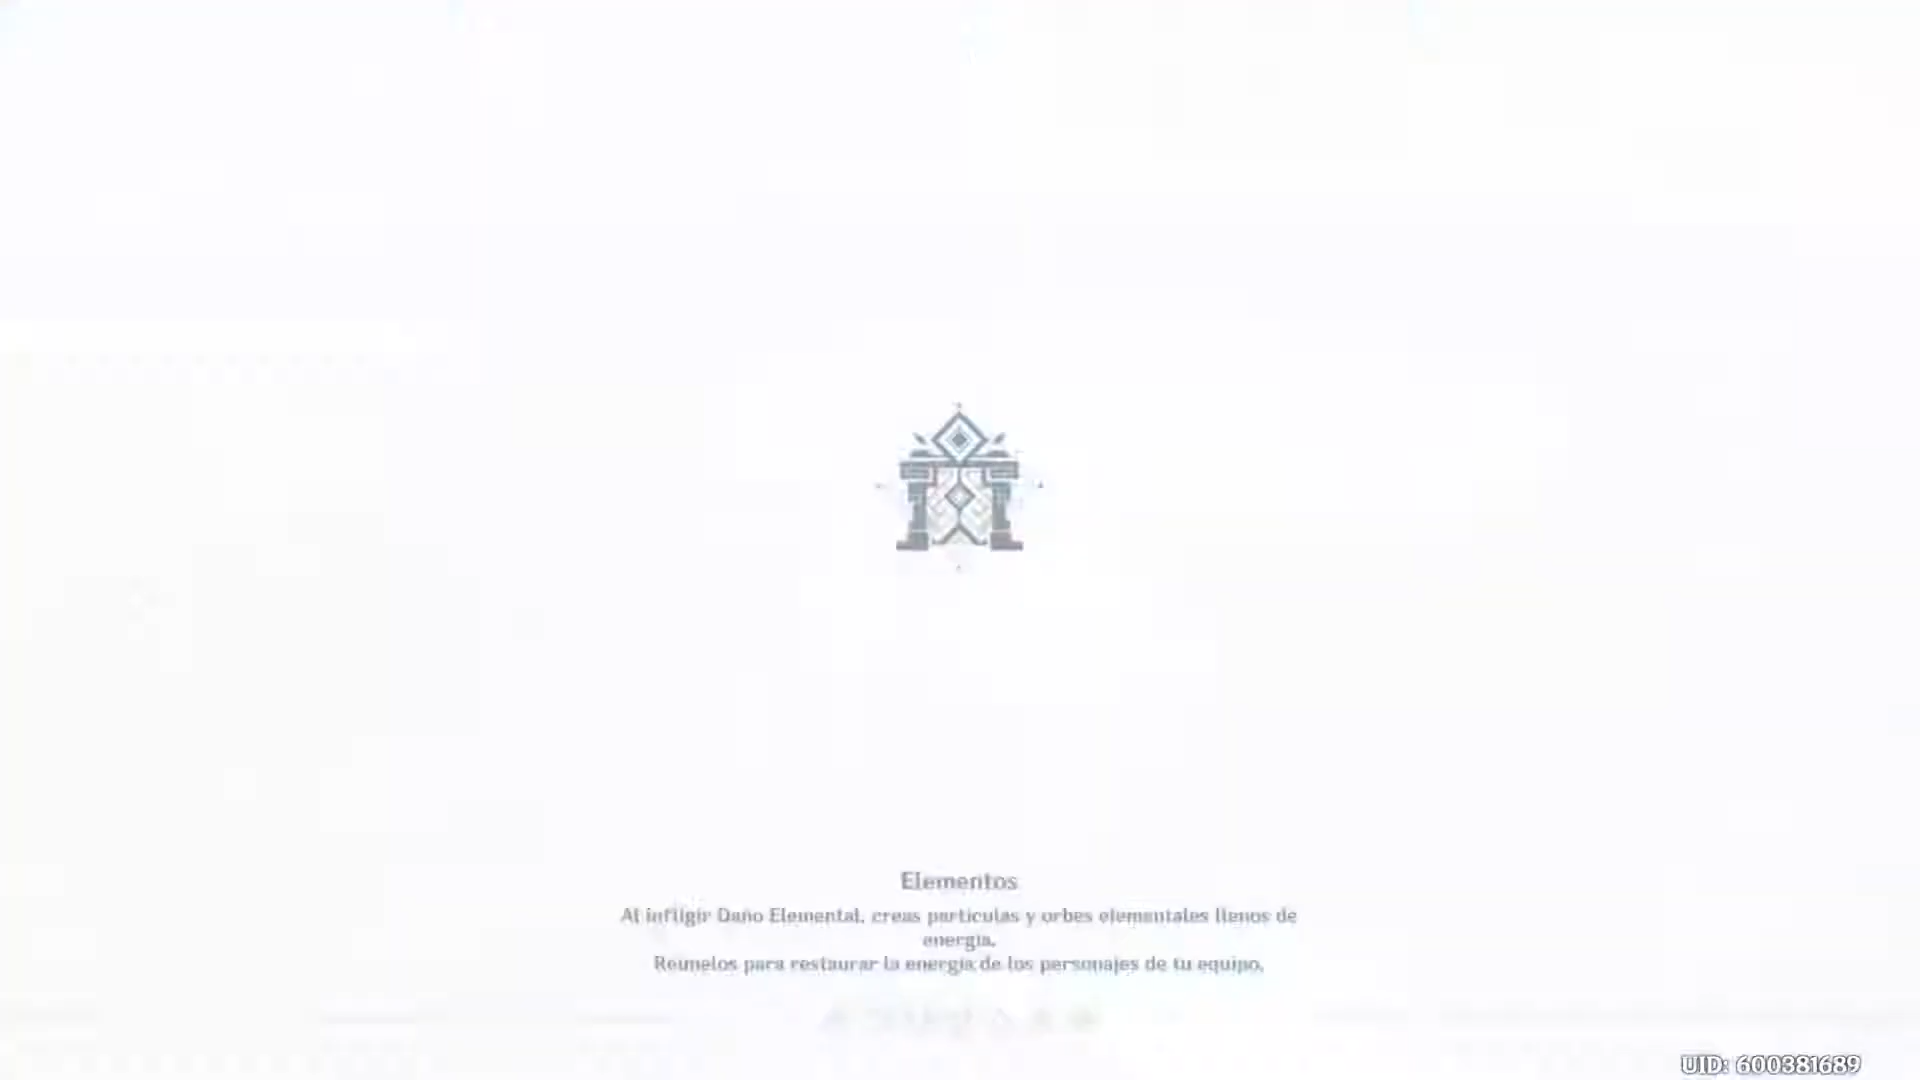 Elementos
Al infligir Daño Elemental, creas partículas y orbes elementales llenos de
energía.
Reúnelos para restaurar la energía de los personajes de tu equipo.
UID: 600381689